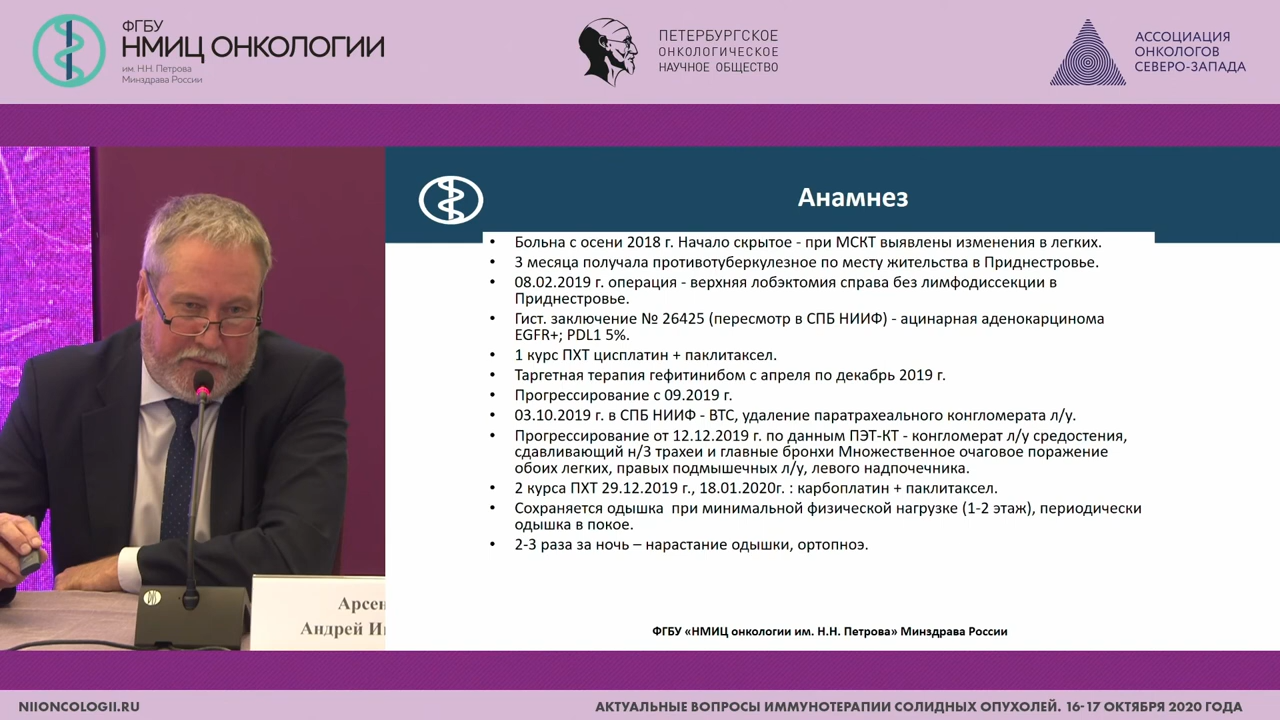 ФГБУ
НМИЦ ОНКОЛОГИИ
им. Н.Н. Петрова
Минздрава России
ПЕТЕРБУРГСКОЕ
ОНКОЛОГИЧЕСКОЕ
НАУЧНОЕ ОБЩЕСТВО
АССОЦИАЦИЯ
ОНКОЛОГОВ
СЕВЕРО-ЗАПАДА
Анамнез
• Больна с осени 2018 г. Начало скрытое - при МСКТ выявлены изменения в легких.
• 3 месяца получала противотуберкулезное по месту жительства в Приднестровье.
• 08.02.2019 г. операция - верхняя лобэктомия справа без лимфодиссекции в
Приднестровье.
• Гист. заключение № 26425 (пересмотр в СПБ НИИФ) - ацинарная аденокарцинома
EGFR+; PDL1 5%.
• 1 курс ПХТ цисплатин + паклитаксел.
• Таргетная терапия гефитинибом с апреля по декабрь 2019 г.
• Прогрессирование с 09.2019 г.
• 03.10.2019 г. в СПБ НИИФ - ВТС, удаление паратрахеального конгломерата л/у.
• Прогрессирование от 12.12.2019 г. по данным ПЭТ-КТ - конгломерат л/у средостения,
сдавливающий н/3 трахеи и главные бронхи Множественное очаговое поражение
обоих легких, правых подмышечных л/у, левого надпочечника.
• 2 курса ПХТ 29.12.2019 г., 18.01.2020г. : карбоплатин + паклитаксел.
• Сохраняется одышка при минимальной физической нагрузке (1-2 этаж), периодически
одышка в покое.
• 2-3 раза за ночь – нарастание одышки, ортопноэ.
ФГБУ «НМИЦ онкологии им. Н.Н. Петрова» Минздрава России
Арсен
Андрей И
NIIONCOLOGII.RU
АКТУАЛЬНЫЕ ВОПРОСЫ ИММУНОТЕРАПИИ СОЛИДНЫХ ОПУХОЛЕЙ. 16-17 ОКТЯБРЯ 2020 ГОДА